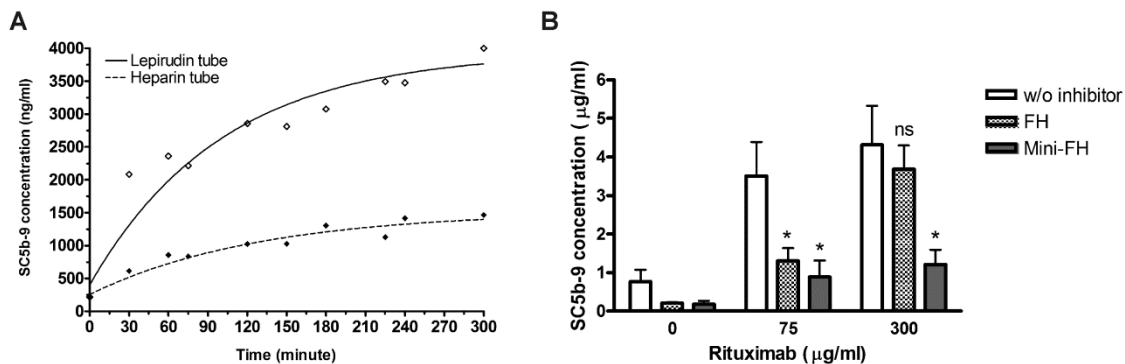 A
SC5b-9 concentration (ng/ml)
4000
3500
3000
2500
2000
1500
1000
500
0
Lepirudin tube
Heparin tube
0 30 60 90 120 150 180 210 240 270 300
Time (minute)
B
SC5b-9 concentration ( μg/ml)
6
5
4
3
2
1
0
w/o inhibitor
FH
Mini-FH
ns
* * *
0 75 300
Rituximab ( μg/ml)